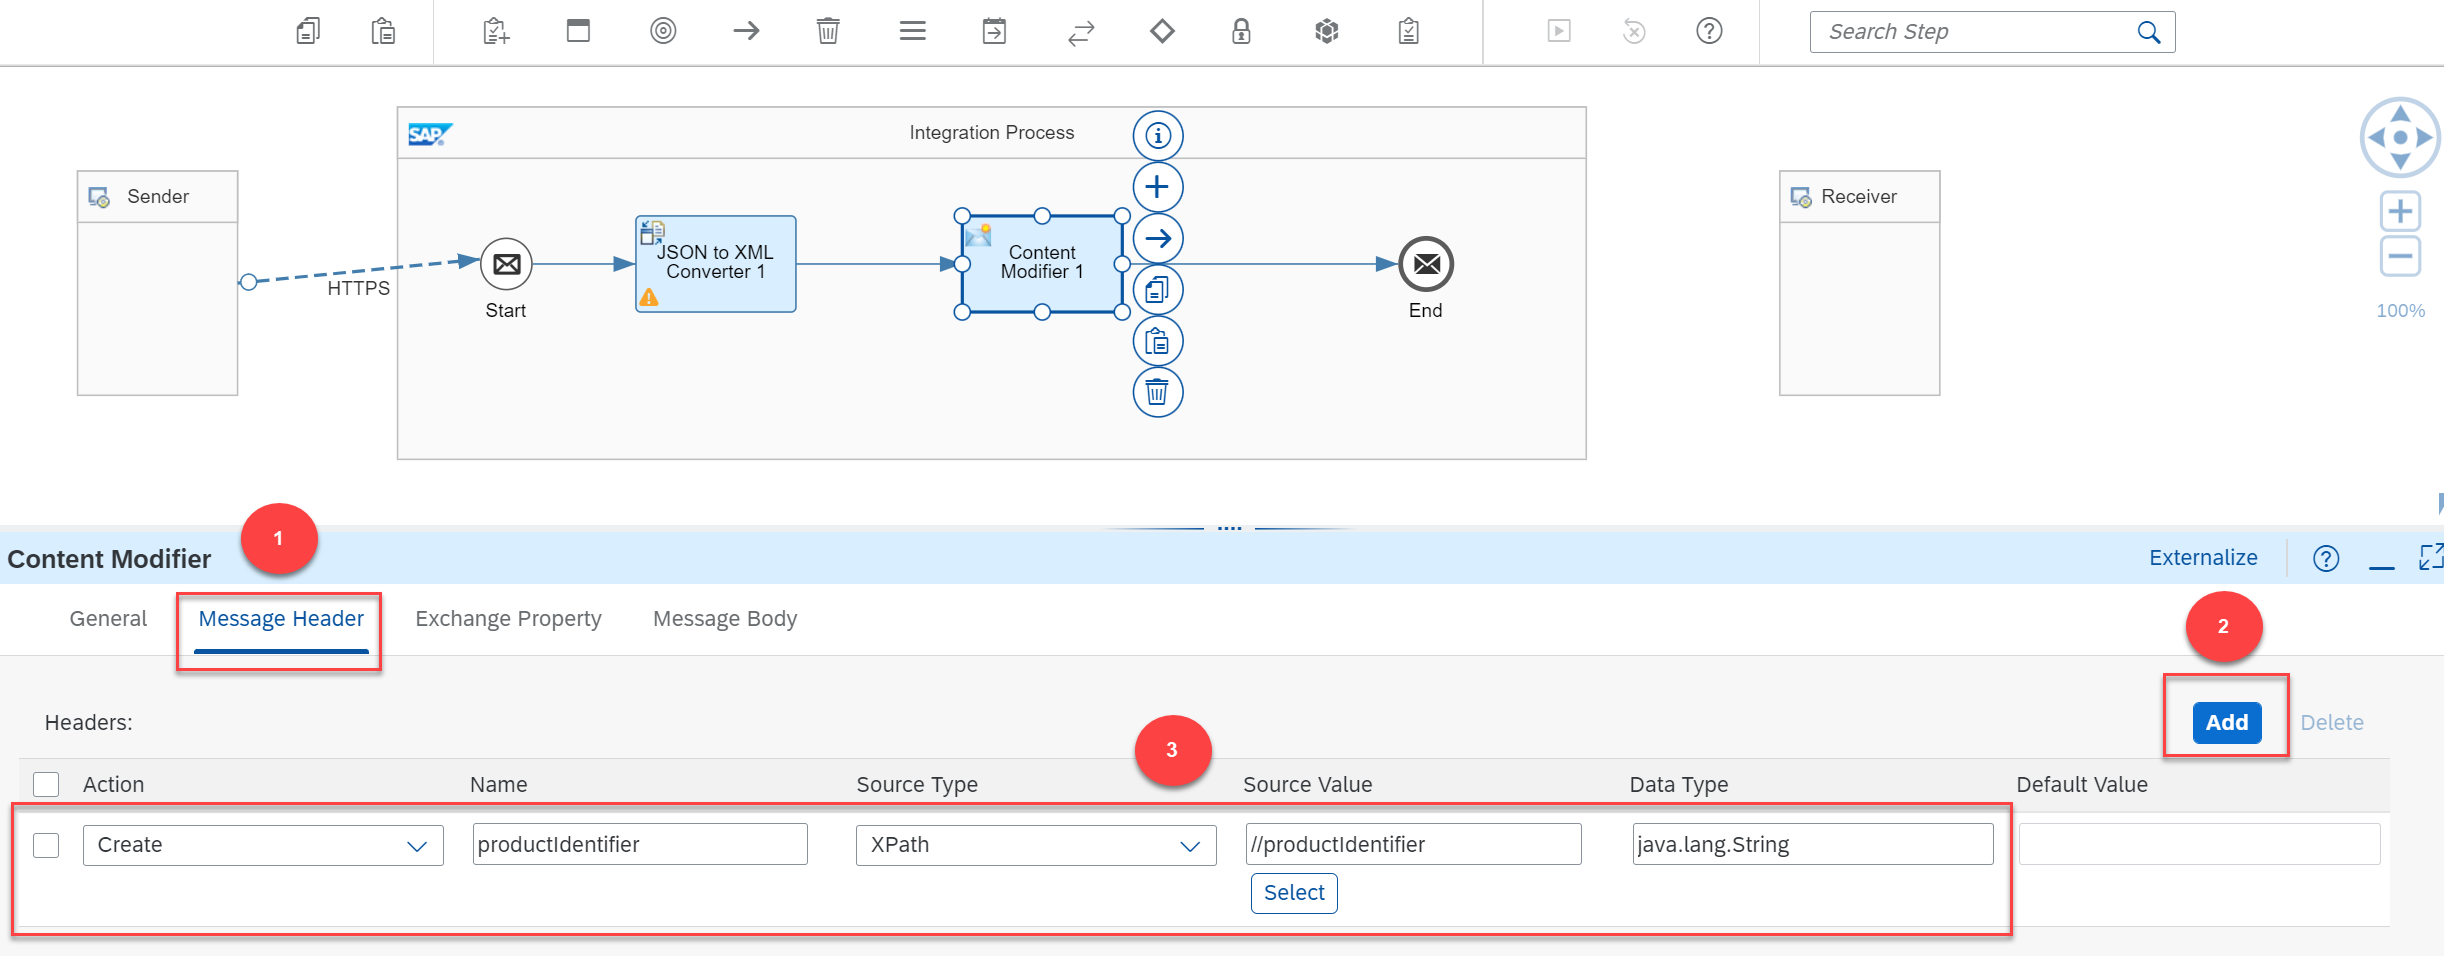 Search Step
SAP
Integration Process
Sender
Receiver
JSON to XML
Converter 1
Content
Modifier 1
HTTPS
Start
End
100%
1
Content Modifier
Externalize
General
Message Header
Exchange Property
Message Body
2
Headers:
Add
Delete
3
Action
Name
Source Type
Source Value
Data Type
Default Value
Create
productIdentifier
XPath
//productIdentifier
java.lang.String
Select